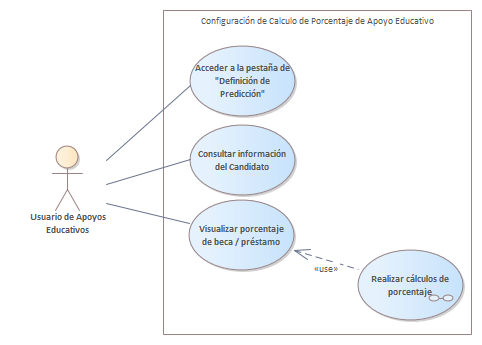 Configuración de Calculo de Porcentaje de Apoyo Educativo
Acceder a la pestaña de
"Definición de
Predicción"
Consultar información
del Candidato
Usuario de Apoyos
Educativos
Visualizar porcentaje
de beca / préstamo
«use»
Realizar cálculos de
porcentaje